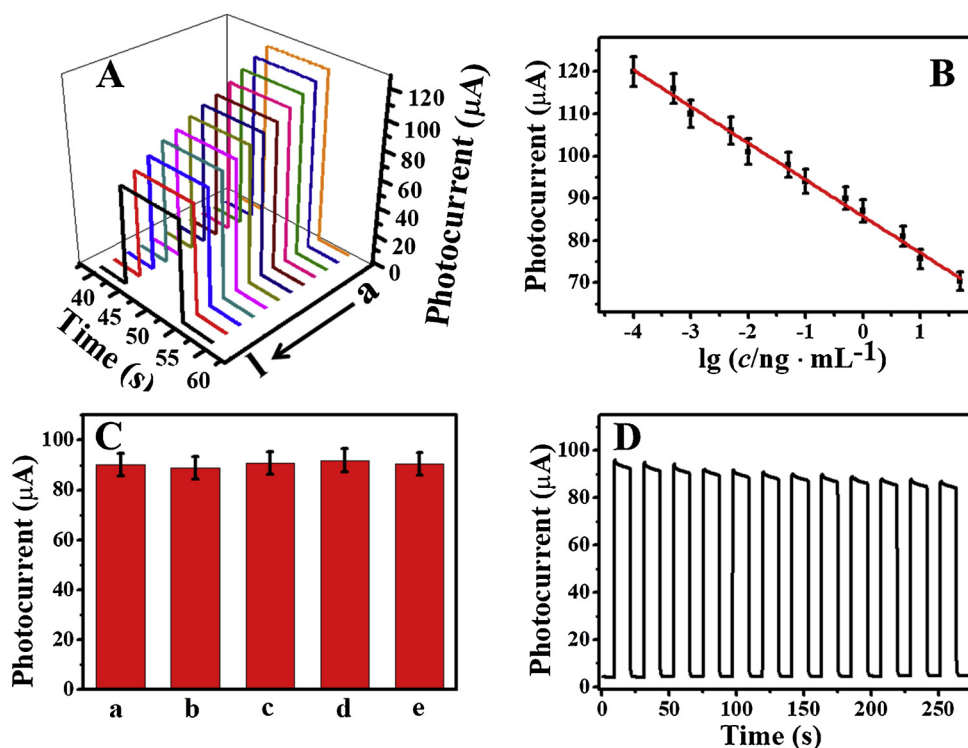 A
120
100
80
60
40
20
0
Photocurrent (μA)
40
45
50
55
60
Time (s)
l
a
B
Photocurrent (μA)
120
110
100
90
80
70
-4 -3 -2 -1 0 1
lg (c/ng · mL-1)
C
Photocurrent (μA)
100
80
60
40
20
0
a b c d e
D
Photocurrent (μA)
100
80
60
40
20
0
0 50 100 150 200 250
Time (s)